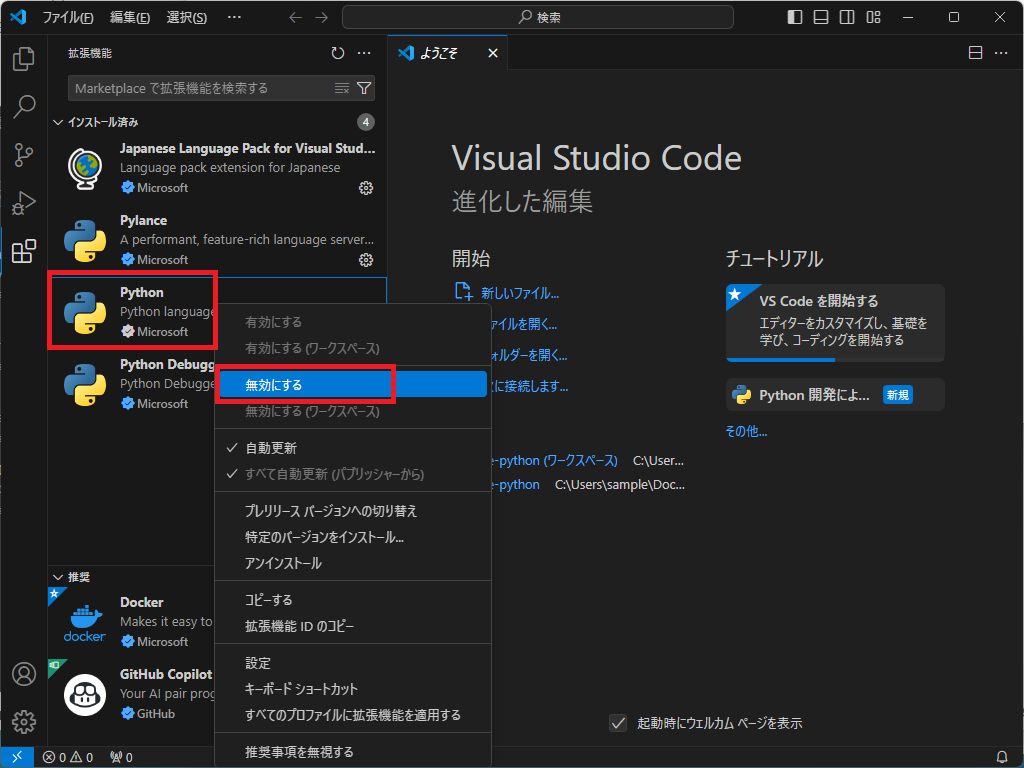 ファイル(F)
編集(E)
選択(S)
検索
拡張機能
Marketplace で拡張機能を検索する
インストール済み
4
Japanese Language Pack for Visual Stud...
Language pack extension for Japanese
Microsoft
Pylance
A performant, feature-rich language server...
Microsoft
Python
Python language
Microsoft
Python Debugg
Python Debugge
Microsoft
有効にする
有効にする (ワークスペース)
無効にする
無効にする (ワークスペース)
自動更新
すべて自動更新 (パブリッシャーから)
プレリリース バージョンへの切り替え
特定のバージョンをインストール...
アンインストール
コピーする
拡張機能 ID のコピー
設定
キーボード ショートカット
すべてのプロファイルに拡張機能を適用する
推奨事項を無視する
推奨
Docker
Makes it easy to
Microsoft
docker
GitHub Copilot
Your AI pair prog
GitHub
0
0
0
ようこそ
Visual Studio Code
進化した編集
開始
新しいファイル...
ァイルを開く...
ォルダーを開く...
に接続します...
e-python (ワークスペース) C:\User...
e-python C:\Users\sample\Doc...
チュートリアル
VS Code を開始する
エディターをカスタマイズし、基礎を
学び、コーディングを開始する
Python 開発によ...
新規
その他...
起動時にウェルカム ページを表示